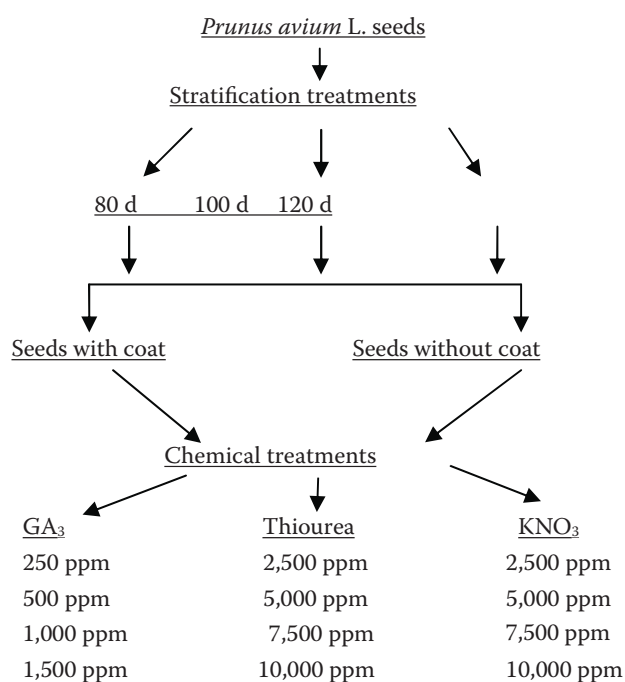 Prunus avium L. seeds
Stratification treatments
80 d 100 d 120 d
Seeds with coat Seeds without coat
Chemical treatments
GA₃ Thiourea KNO₃
250 ppm 2,500 ppm 2,500 ppm
500 ppm 5,000 ppm 5,000 ppm
1,000 ppm 7,500 ppm 7,500 ppm
1,500 ppm 10,000 ppm 10,000 ppm